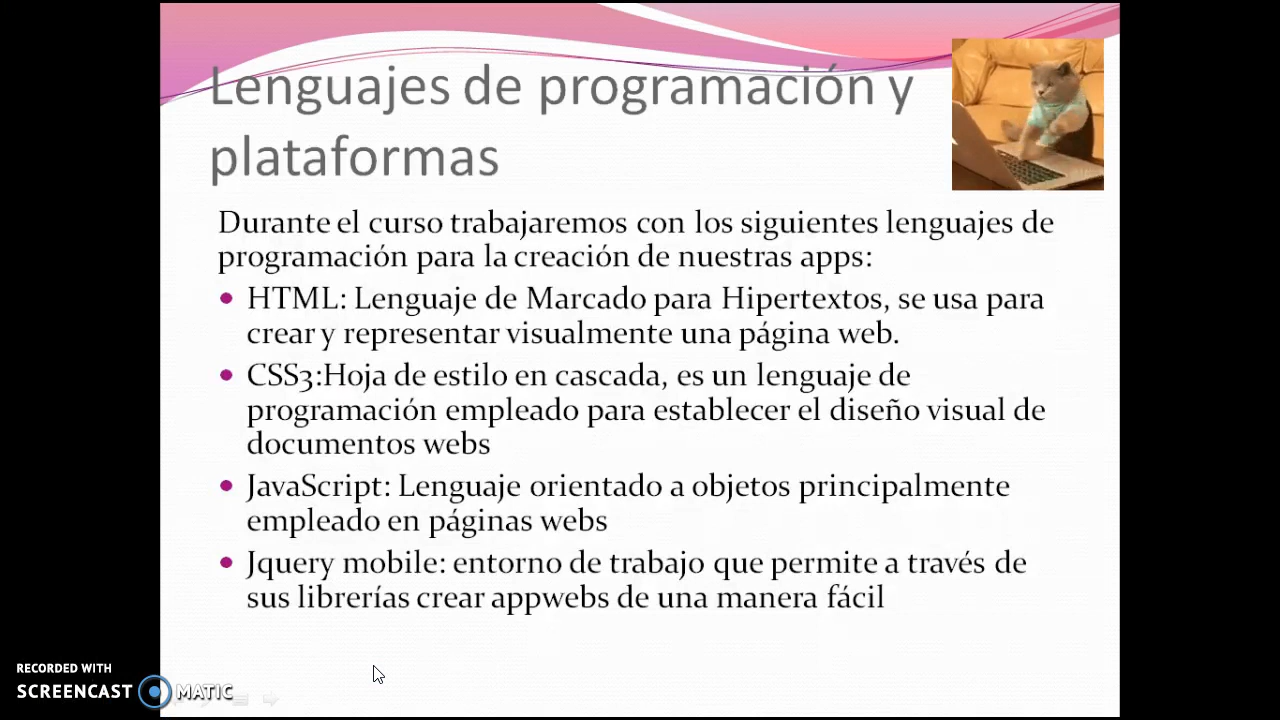 Lenguajes de programación y
plataformas
Durante el curso trabajaremos con los siguientes lenguajes de
programación para la creación de nuestras apps:
HTML: Lenguaje de Marcado para Hipertextos, se usa para
crear y representar visualmente una página web.
CSS3:Hoja de estilo en cascada, es un lenguaje de
programación empleado para establecer el diseño visual de
documentos webs
JavaScript: Lenguaje orientado a objetos principalmente
empleado en páginas webs
Jquery mobile: entorno de trabajo que permite a través de
sus librerías crear appwebs de una manera fácil
RECORDED WITH
SCREENCAST MATIC